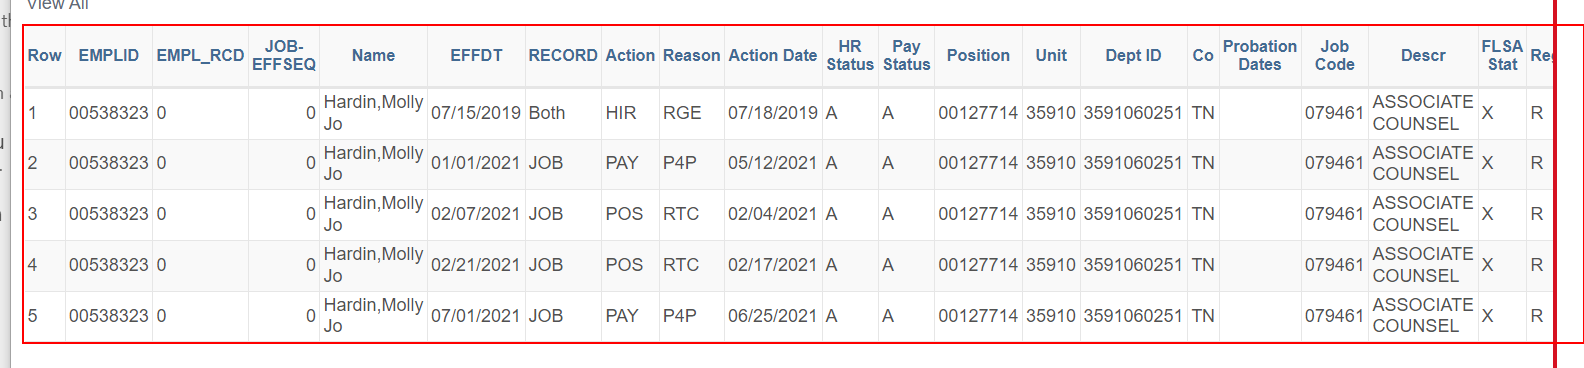 View All
Row EMPLID EMPL_RCD JOB-EFFSEQ Name EFFDT RECORD Action Reason Action Date HR Status Pay Status Position Unit Dept ID Co Probation Dates Job Code Descr FLSA Stat
1 00538323 0 0 Hardin,Molly Jo 07/15/2019 Both HIR RGE 07/18/2019 A A 00127714 35910 3591060251 TN 079461 ASSOCIATE COUNSEL X R
2 00538323 0 0 Hardin,Molly Jo 01/01/2021 JOB PAY P4P 05/12/2021 A A 00127714 35910 3591060251 TN 079461 ASSOCIATE COUNSEL X R
3 00538323 0 0 Hardin,Molly Jo 02/07/2021 JOB POS RTC 02/04/2021 A A 00127714 35910 3591060251 TN 079461 ASSOCIATE COUNSEL X R
4 00538323 0 0 Hardin,Molly Jo 02/21/2021 JOB POS RTC 02/17/2021 A A 00127714 35910 3591060251 TN 079461 ASSOCIATE COUNSEL X R
5 00538323 0 0 Hardin,Molly Jo 07/01/2021 JOB PAY P4P 06/25/2021 A A 00127714 35910 3591060251 TN 079461 ASSOCIATE COUNSEL X R